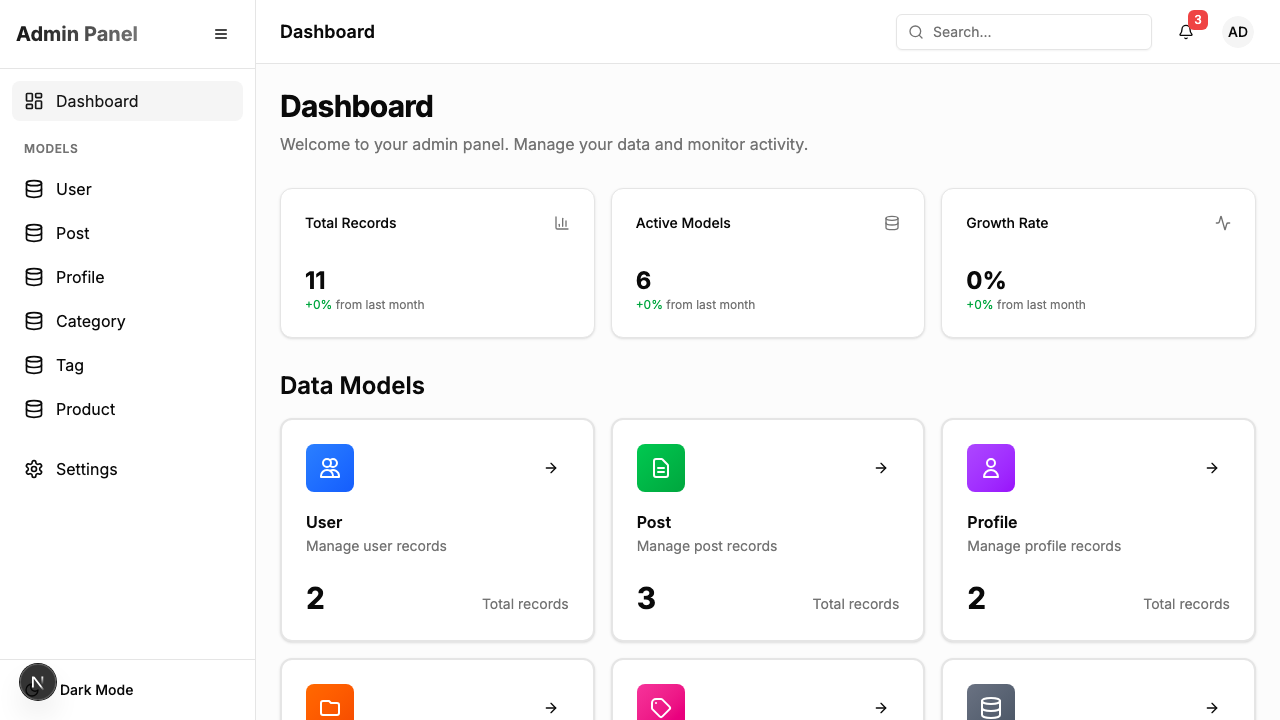 Admin Panel
Dashboard
MODELS
User
Post
Profile
Category
Tag
Product
Settings
N
Dark Mode
Dashboard
Search...
3
AD
Dashboard
Welcome to your admin panel. Manage your data and monitor activity.
Total Records
11
+0% from last month
Active Models
6
+0% from last month
Growth Rate
0%
+0% from last month
Data Models
User
Manage user records
2 Total records
Post
Manage post records
3 Total records
Profile
Manage profile records
2 Total records